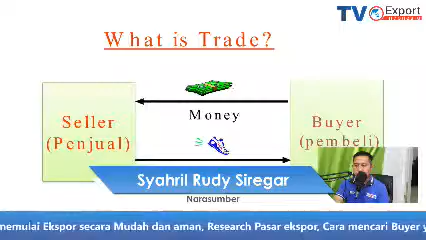 TV Export
What is Trade?
Money
Seller
(Penjual)
Buyer
(pembeli)
Syahril Rudy Siregar
Narasumber
memulai Ekspor secara Mudah dan aman, Research Pasar ekspor, Cara mencari Buyer